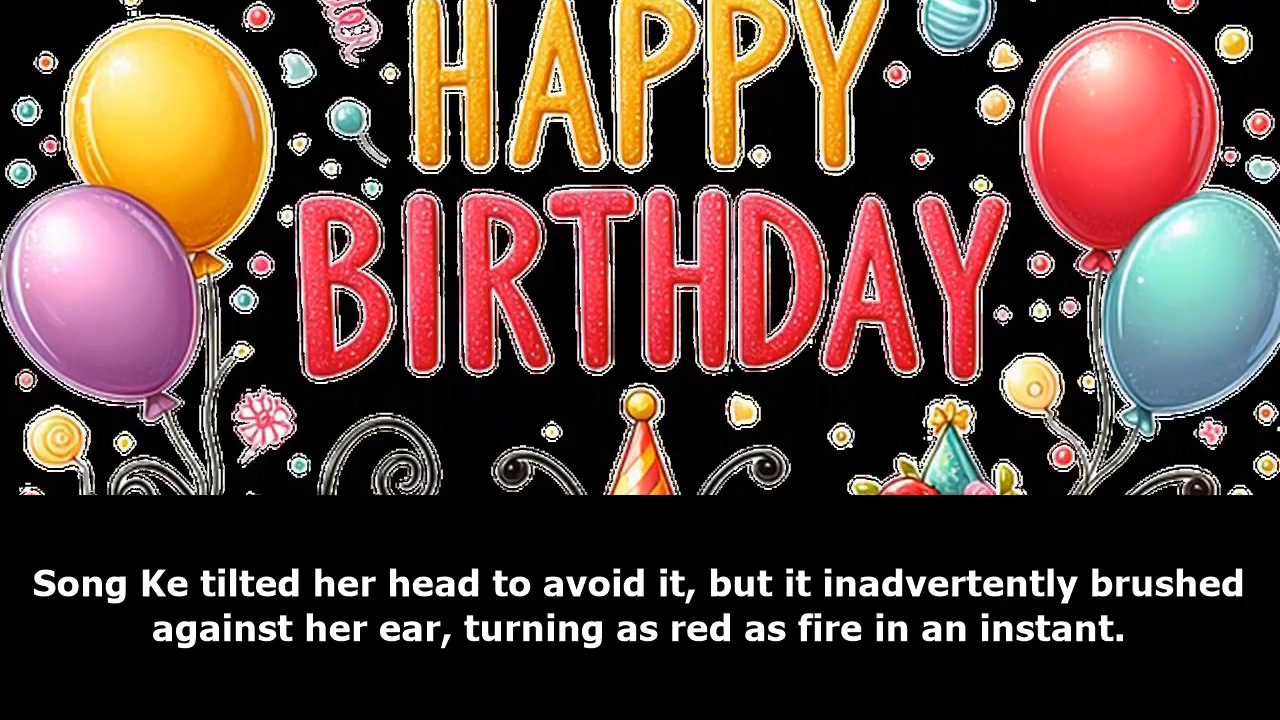 HAPPY
BIRTHDAY
Song Ke tilted her head to avoid it, but it inadvertently brushed
against her ear, turning as red as fire in an instant.